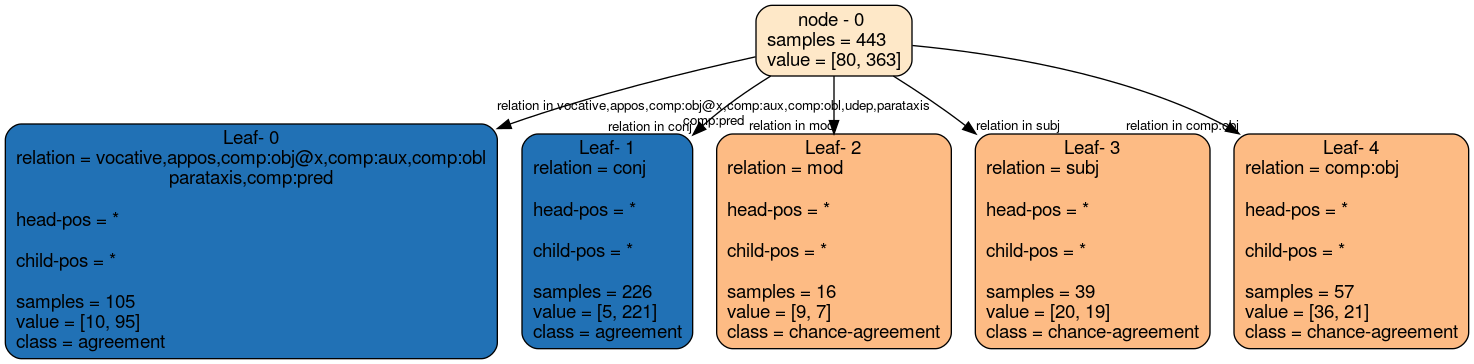 node - 0
samples = 443
value = [80, 363]
relation in vocative,appos,comp:obj@x,comp:aux,comp:obl,udep,parataxis
comp:pred
relation in conj
relation in mod
relation in subj
relation in comp:obj
Leaf- 0
relation = vocative,appos,comp:obj@x,comp:aux,comp:obl
parataxis,comp:pred
head-pos = *
child-pos = *
samples = 105
value = [10, 95]
class = agreement
Leaf- 1
relation = conj
head-pos = *
child-pos = *
samples = 226
value = [5, 221]
class = agreement
Leaf- 2
relation = mod
head-pos = *
child-pos = *
samples = 16
value = [9, 7]
class = chance-agreement
Leaf- 3
relation = subj
head-pos = *
child-pos = *
samples = 39
value = [20, 19]
class = chance-agreement
Leaf- 4
relation = comp:obj
head-pos = *
child-pos = *
samples = 57
value = [36, 21]
class = chance-agreement